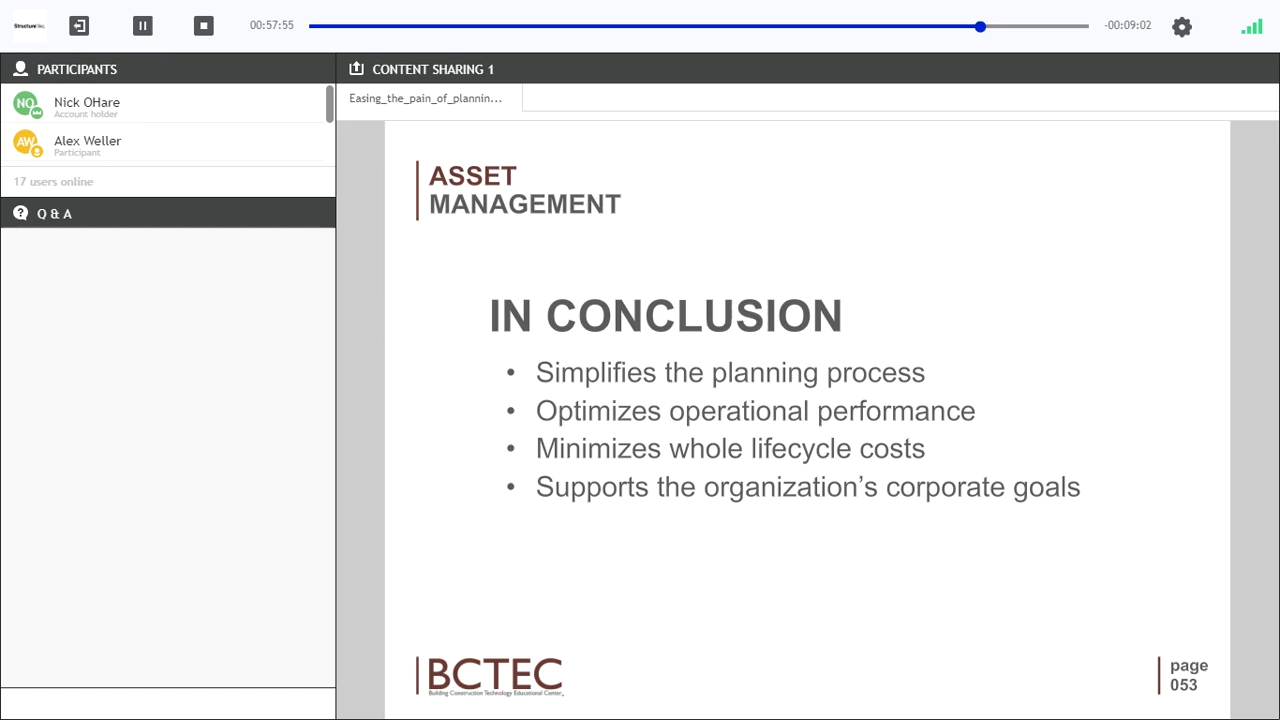 StructureTec
00:57:55
-00:09:02
PARTICIPANTS
NO
Nick OHare
Account holder
AW
Alex Weller
Participant
17 users online
Q & A
CONTENT SHARING 1
Easing_the_pain_of_plannin...
ASSET
MANAGEMENT
IN CONCLUSION
• Simplifies the planning process
• Optimizes operational performance
• Minimizes whole lifecycle costs
• Supports the organization’s corporate goals
BCTEC
Building Construction Technology Educational Center
page
053